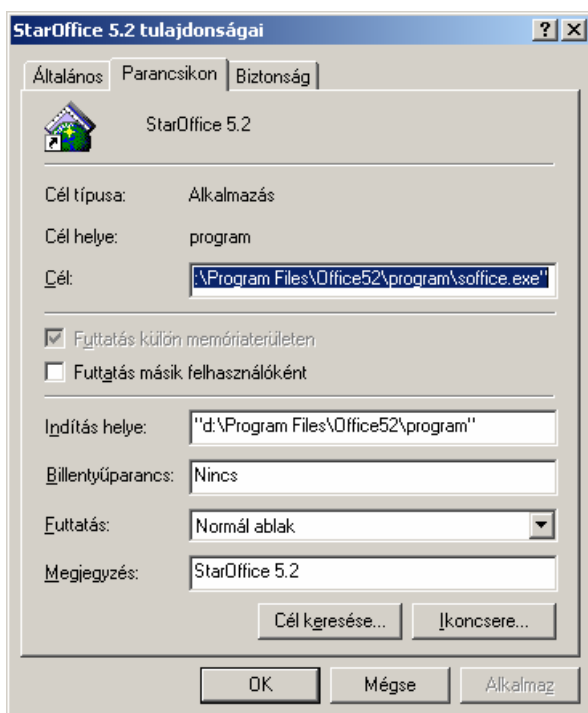 StarOffice 5.2 tulajdonságai
Általános Parancsikon Biztonság
StarOffice 5.2
Cél típusa: Alkalmazás
Cél helye: program
Cél: :\Program Files\Office52\program\soffice.exe"
Futtatás külön memóriaterületen
Futtatás másik felhasználóként
Indítás helye: "d:\Program Files\Office52\program"
Billentyűparancs: Nincs
Futtatás: Normál ablak
Megjegyzés: StarOffice 5.2
Cél keresése... Ikoncsere...
OK Mégse Alkalmaz